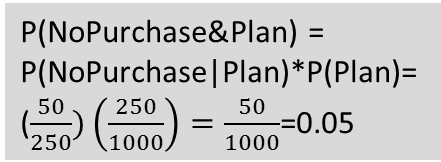 P(NoPurchase&Plan) =
P(NoPurchase|Plan)*P(Plan)=
(50/250) (250/1000) = 50/1000=0.05